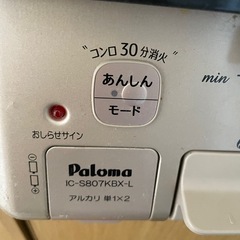 コンロ30分消火
あんしん
モード
min
おしらせサイン
Paloma
IC-S807KBX-L
アルカリ 単1×2